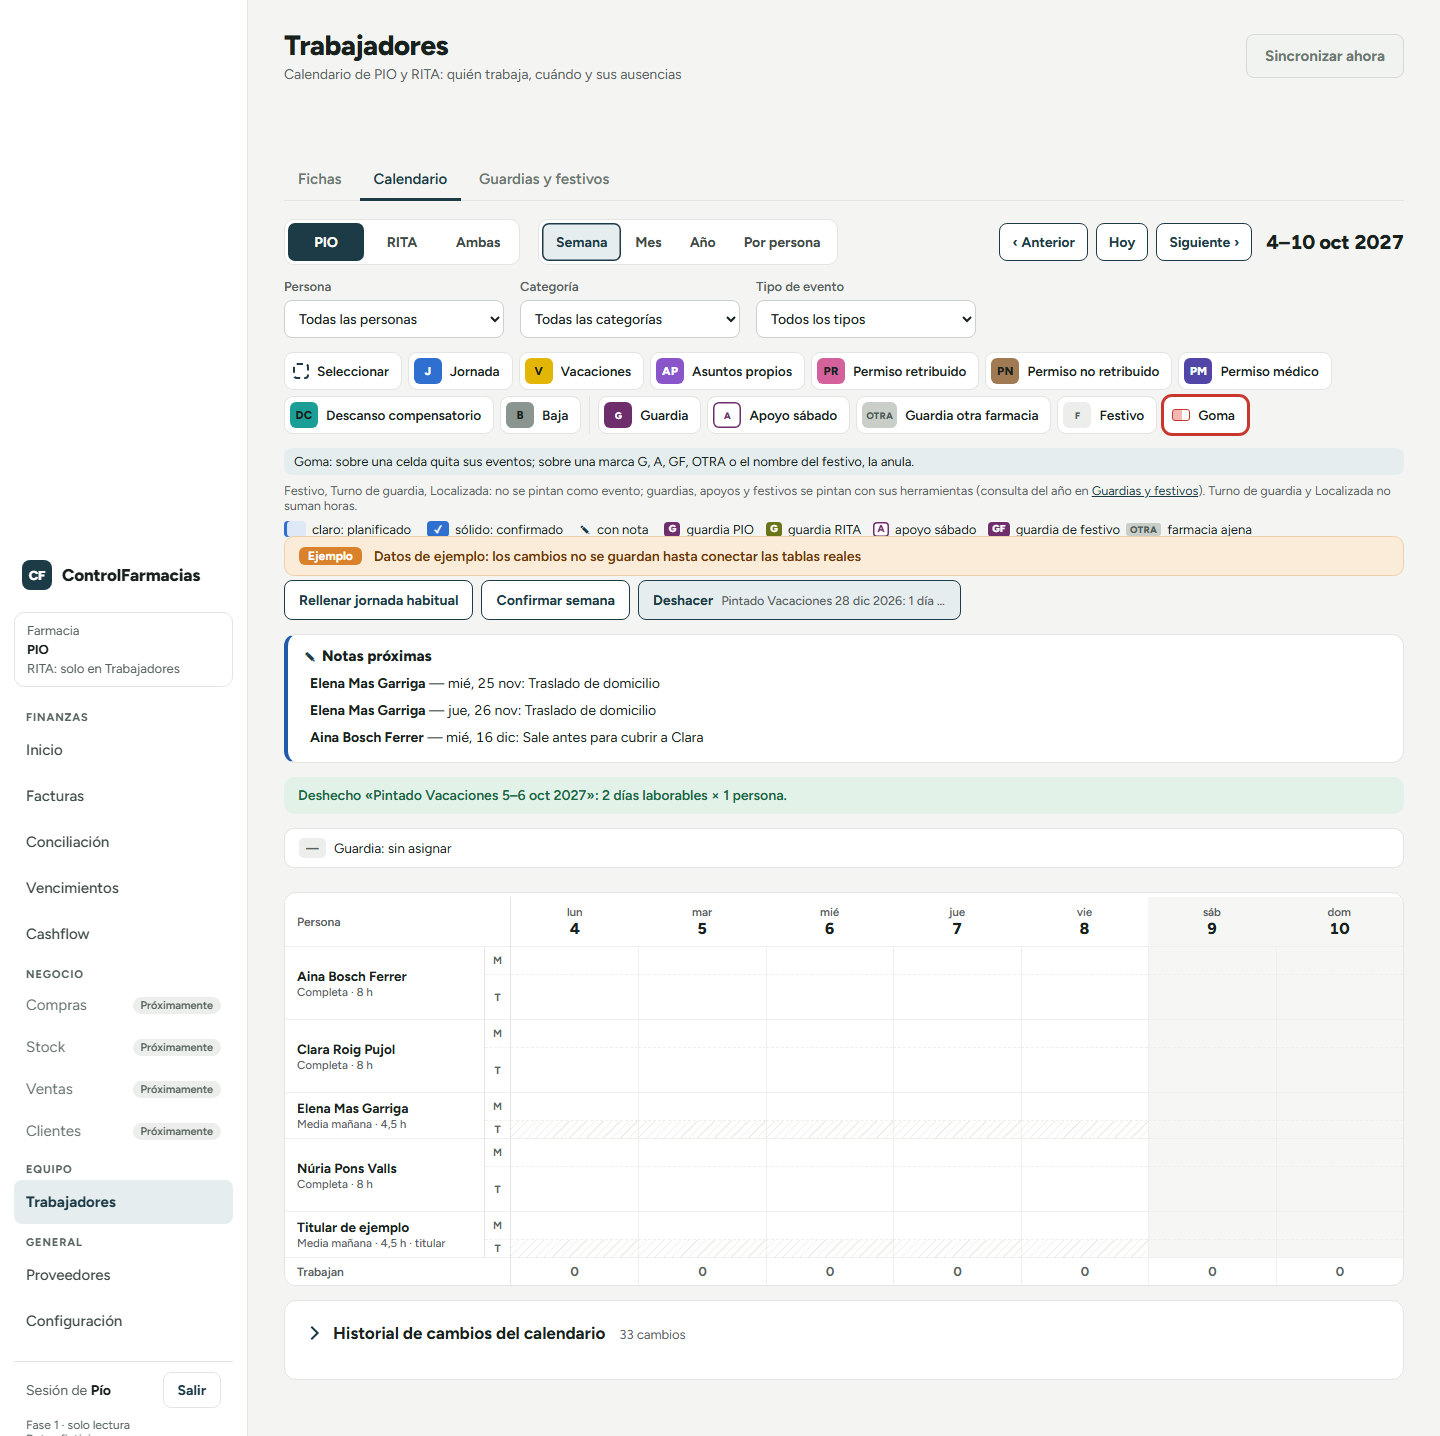 Trabajadores
Calendario de PIO y RITA: quién trabaja, cuándo y sus ausencias
Sincronizar ahora
Fichas
Calendario
Guardias y festivos
PIO
RITA
Ambas
Semana
Mes
Año
Por persona
‹ Anterior
Hoy
Siguiente ›
4–10 oct 2027
Persona
Categoría
Tipo de evento
Todas las personas
Todas las categorías
Todos los tipos
Seleccionar
J Jornada
V Vacaciones
AP Asuntos propios
PR Permiso retribuido
PN Permiso no retribuido
PM Permiso médico
DC Descanso compensatorio
B Baja
G Guardia
A Apoyo sábado
OTRA Guardia otra farmacia
F Festivo
Goma
Goma: sobre una celda quita sus eventos; sobre una marca G, A, GF, OTRA o el nombre del festivo, la anula.
Festivo, Turno de guardia, Localizada: no se pintan como evento; guardias, apoyos y festivos se pintan con sus herramientas (consulta del año en Guardias y festivos). Turno de guardia y Localizada no
suman horas.
claro: planificado
✓ sólido: confirmado
con nota
G guardia PIO
G guardia RITA
A apoyo sábado
GF guardia de festivo
OTRA farmacia ajena
Ejemplo Datos de ejemplo: los cambios no se guardan hasta conectar las tablas reales
Rellenar jornada habitual
Confirmar semana
Deshacer Pintado Vacaciones 28 dic 2026: 1 día ...
Notas próximas
Elena Mas Garriga — mié, 25 nov: Traslado de domicilio
Elena Mas Garriga — jue, 26 nov: Traslado de domicilio
Aina Bosch Ferrer — mié, 16 dic: Sale antes para cubrir a Clara
Deshecho «Pintado Vacaciones 5–6 oct 2027»: 2 días laborables × 1 persona.
— Guardia: sin asignar
Persona
lun 4
mar 5
mié 6
jue 7
vie 8
sáb 9
dom 10
Aina Bosch Ferrer
Completa · 8 h
M
T
Clara Roig Pujol
Completa · 8 h
M
T
Elena Mas Garriga
Media mañana · 4,5 h
M
T
Núria Pons Valls
Completa · 8 h
M
T
Titular de ejemplo
Media mañana · 4,5 h · titular
M
T
Trabajan 0 0 0 0 0 0 0
Historial de cambios del calendario 33 cambios
CF ControlFarmacias
Farmacia
PIO
RITA: solo en Trabajadores
FINANZAS
Inicio
Facturas
Conciliación
Vencimientos
Cashflow
NEGOCIO
Compras Próximamente
Stock Próximamente
Ventas Próximamente
Clientes Próximamente
EQUIPO
Trabajadores
GENERAL
Proveedores
Configuración
Sesión de Pío
Salir
Fase 1 · solo lectura